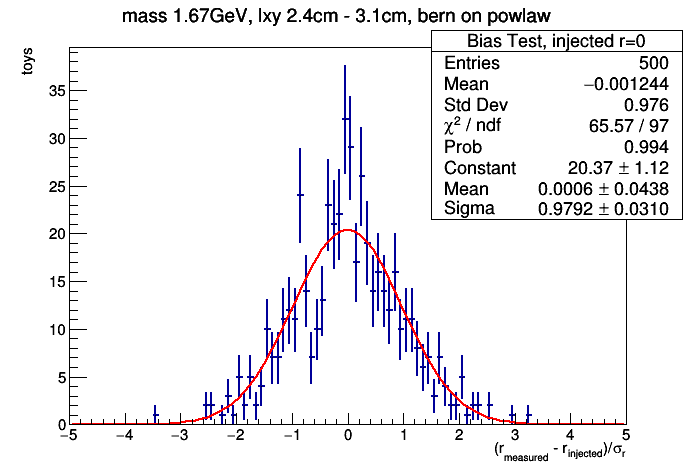 mass 1.67GeV, lxy 2.4cm - 3.1cm, bern on powlaw
toys
Bias Test, injected r=0
Entries 500
Mean −0.001244
Std Dev 0.976
χ² / ndf 65.57 / 97
Prob 0.994
Constant 20.37 ± 1.12
Mean 0.0006 ± 0.0438
Sigma 0.9792 ± 0.0310
35
30
25
20
15
10
5
0
−5 −4 −3 −2 −1 0 1 2 3 4 5
(r_measured - r_injected)/σ_r